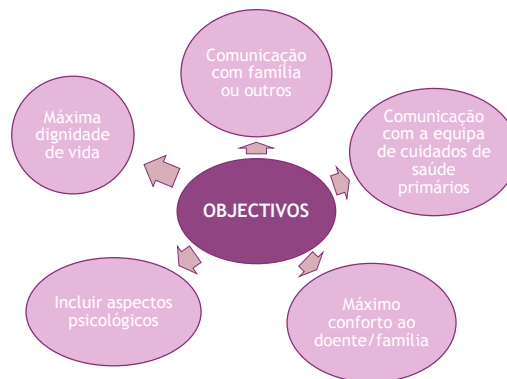 Comunicação
com família
ou outros
Máxima
dignidade
de vida
Comunicação
com a equipa
de cuidados de
saúde
primários
OBJECTIVOS
Incluir aspectos
psicológicos
Máximo
conforto ao
doente/família